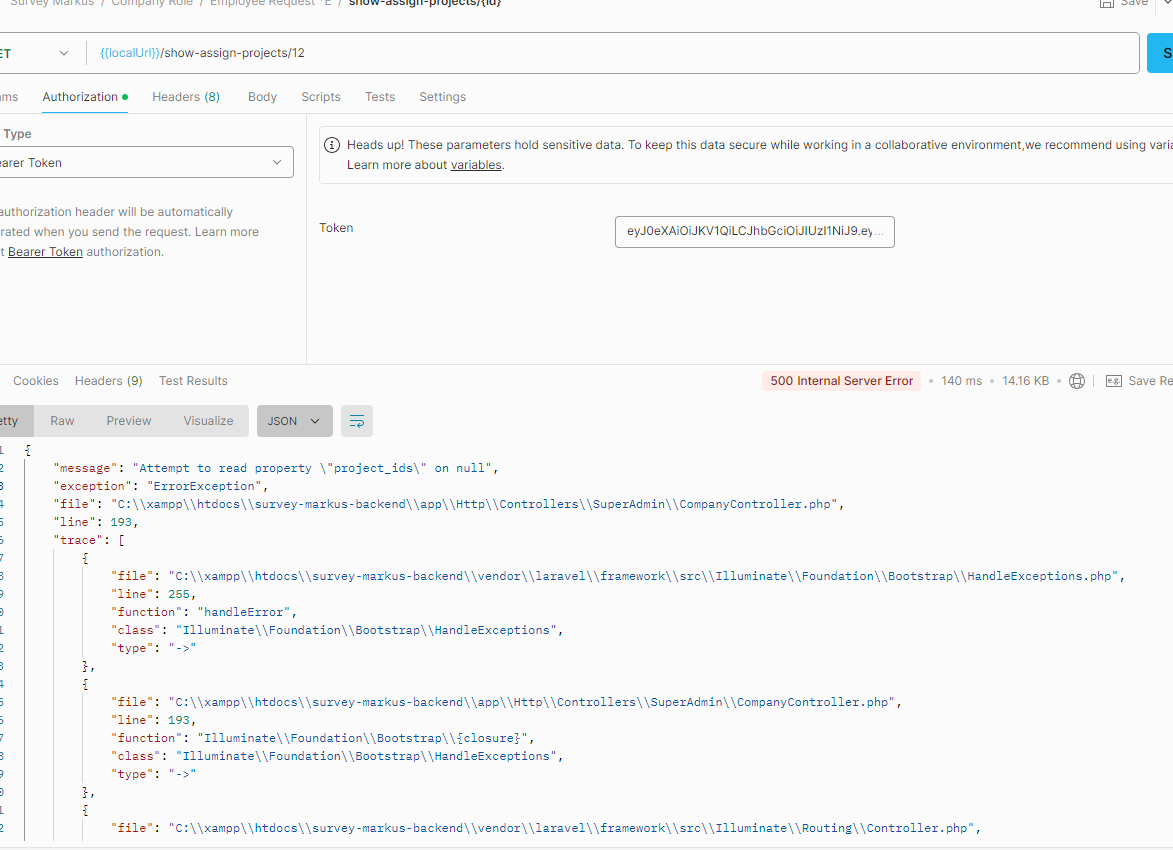 Survey Markus / Company Role / Employee Request *E / show-assign-projects/{id} Save
ET {{localUrl}}/show-assign-projects/12 S
ams Authorization Headers (8) Body Scripts Tests Settings
Type
earer Token
authorization header will be automatically
rated when you send the request. Learn more
t Bearer Token authorization.
Heads up! These parameters hold sensitive data. To keep this data secure while working in a collaborative environment,we recommend using varia
Learn more about variables.
Token eyJ0eXAiOiJKV1QiLCJhbGciOiJIUzI1NiJ9.ey...
Cookies Headers (9) Test Results 500 Internal Server Error • 140 ms • 14.16 KB • e.g. Save Re
etty Raw Preview Visualize JSON
1 {
2 "message": "Attempt to read property \"project_ids\" on null",
3 "exception": "ErrorException",
4 "file": "C:\\xampp\\htdocs\\survey-markus-backend\\app\\Http\\Controllers\\SuperAdmin\\CompanyController.php",
5 "line": 193,
6 "trace": [
7 {
8 "file": "C:\\xampp\\htdocs\\survey-markus-backend\\vendor\\laravel\\framework\\src\\Illuminate\\Foundation\\Bootstrap\\HandleExceptions.php",
9 "line": 255,
0 "function": "handleError",
1 "class": "Illuminate\\Foundation\\Bootstrap\\HandleExceptions",
2 "type": "->"
3 },
4 {
5 "file": "C:\\xampp\\htdocs\\survey-markus-backend\\app\\Http\\Controllers\\SuperAdmin\\CompanyController.php",
6 "line": 193,
7 "function": "Illuminate\\Foundation\\Bootstrap\\{closure}",
8 "class": "Illuminate\\Foundation\\Bootstrap\\HandleExceptions",
9 "type": "->"
0 },
1 {
2 "file": "C:\\xampp\\htdocs\\survey-markus-backend\\vendor\\laravel\\framework\\src\\Illuminate\\Routing\\Controller.php",